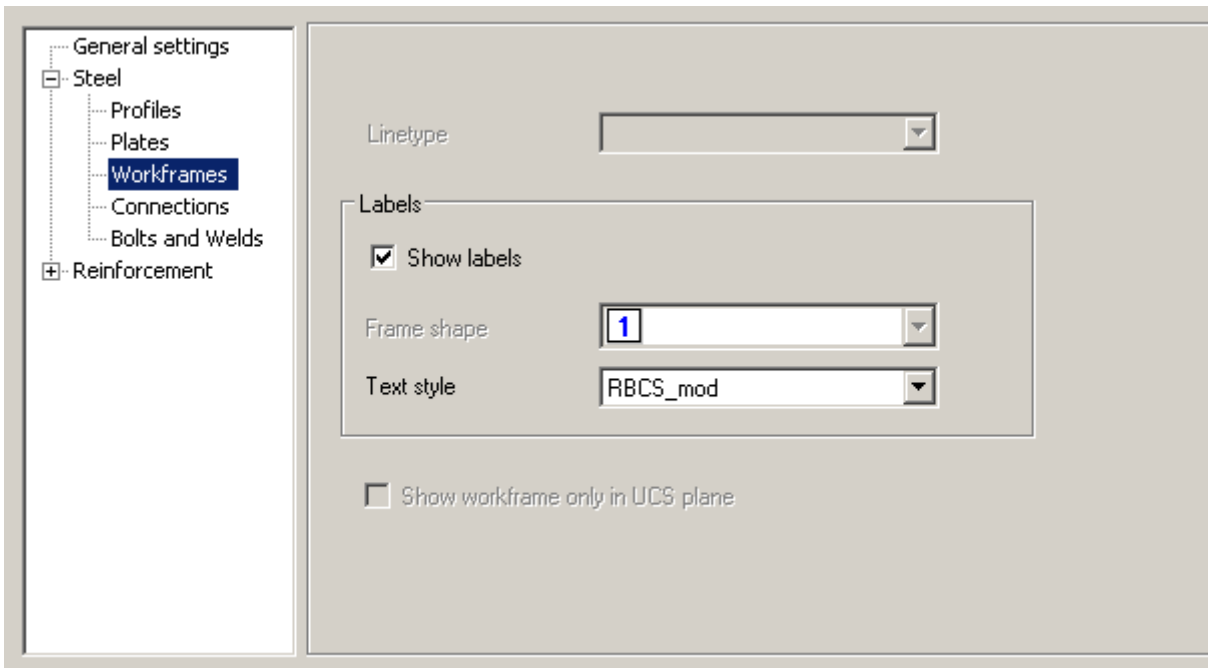 General settings
Steel
Profiles
Plates
Workframes
Connections
Bolts and Welds
Reinforcement
Linetype
Labels
Show labels
Frame shape
1
Text style
RBCS_mod
Show workframe only in UCS plane